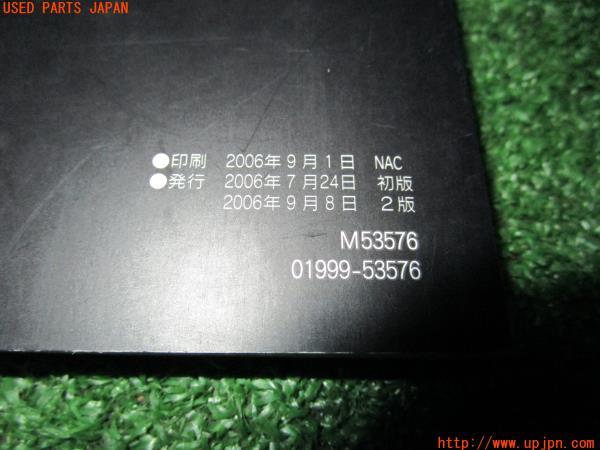 USED PARTS JAPAN
●印刷 2006年9月1日 NAC
●発行 2006年7月24日 初版
2006年9月8日 2版
M53576
01999-53576
http://www.upjpn.com/